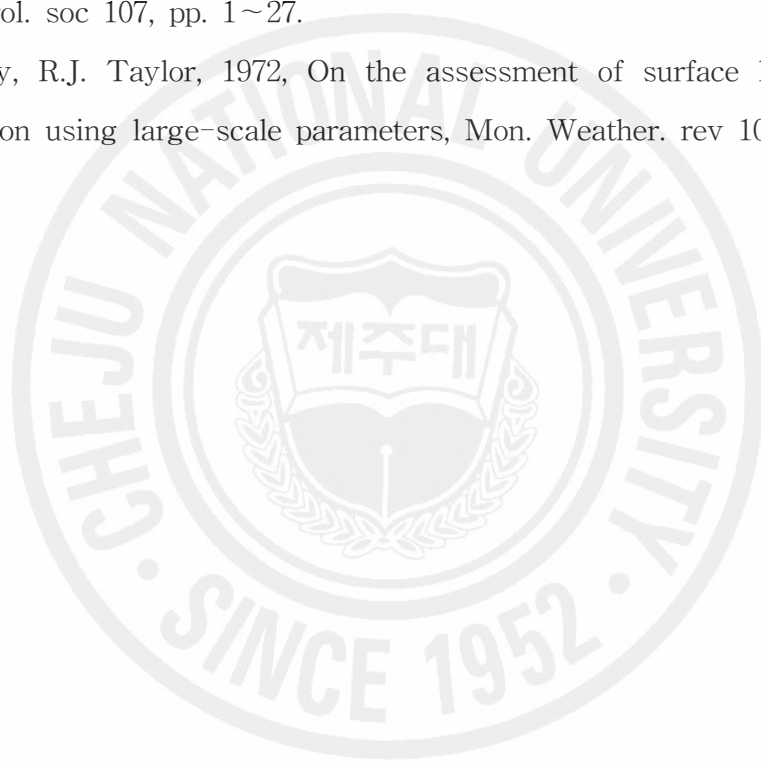 rol. soc 107, pp. 1~27.
y, R.J. Taylor, 1972, On the assessment of surface
on using large-scale parameters, Mon. Weather. rev 10
CHEJU NATIONAL UNIVERSITY
제주대
· SINCE 1952 ·